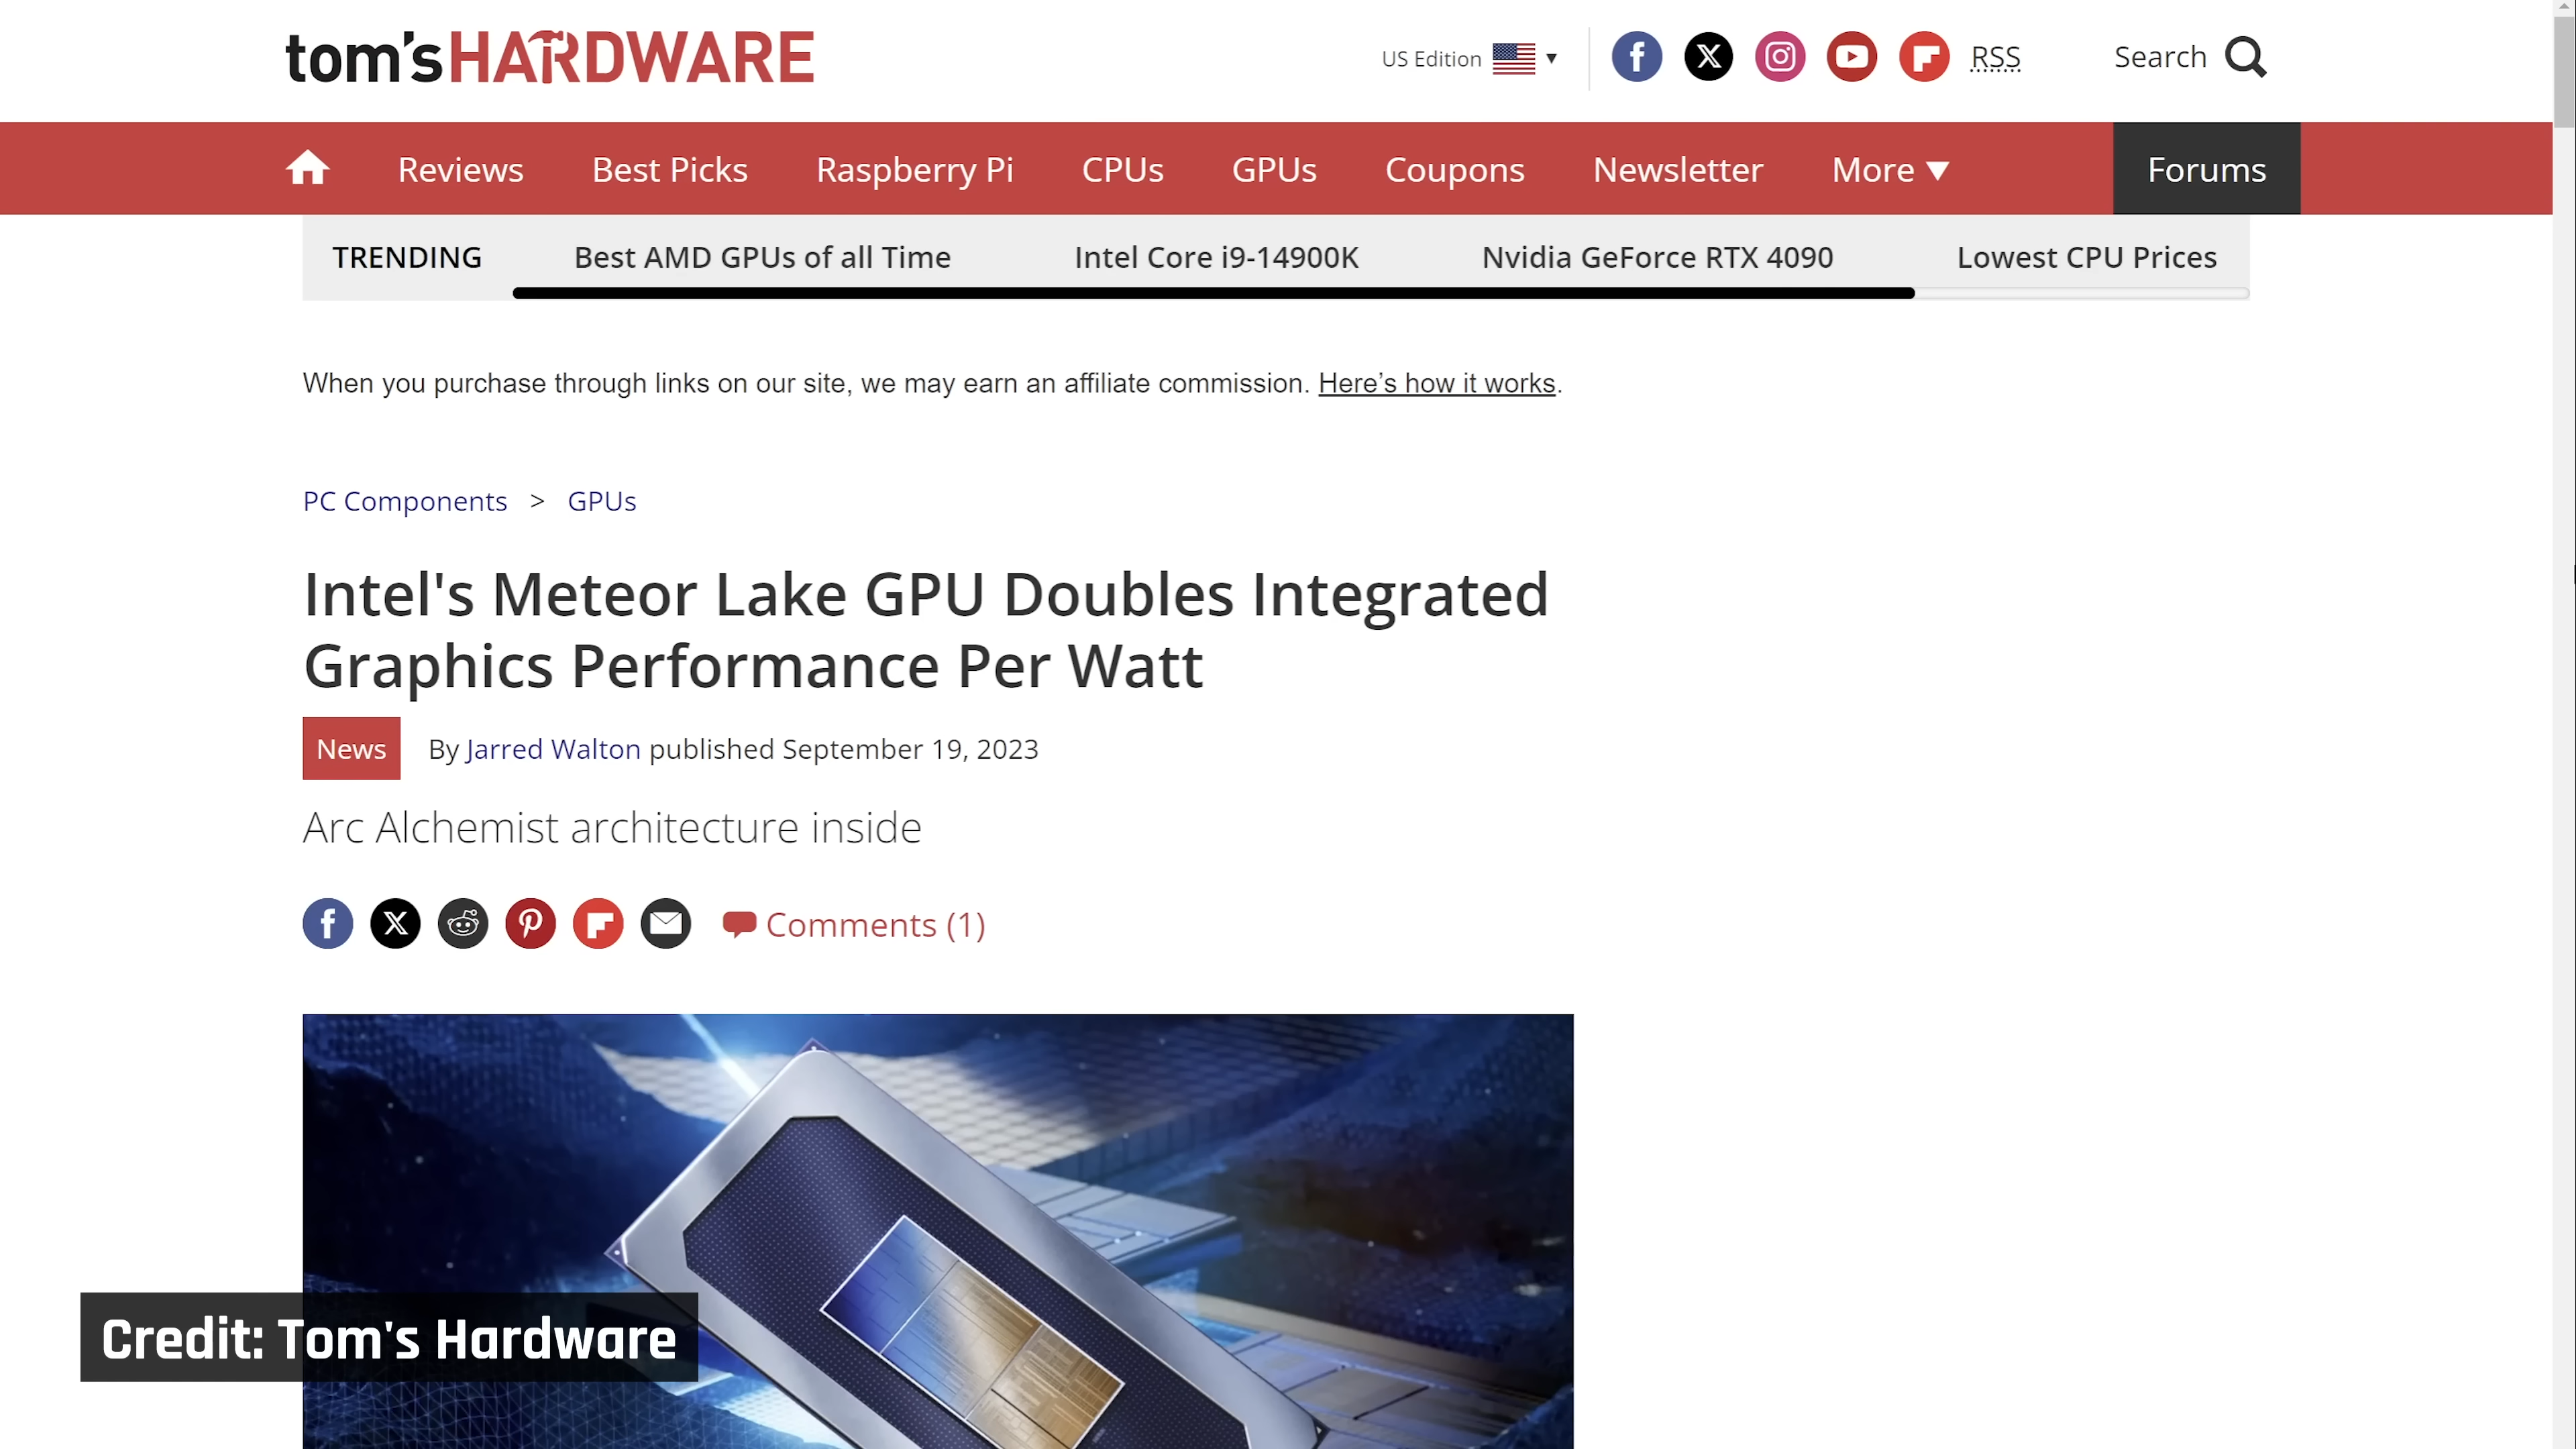 tom's HARDWARE
US Edition ▼
RSS
Search
Reviews
Best Picks
Raspberry Pi
CPUs
GPUs
Coupons
Newsletter
More ▼
Forums
TRENDING
Best AMD GPUs of all Time
Intel Core i9-14900K
Nvidia GeForce RTX 4090
Lowest CPU Prices
When you purchase through links on our site, we may earn an affiliate commission. Here’s how it works.
PC Components > GPUs
Intel's Meteor Lake GPU Doubles Integrated
Graphics Performance Per Watt
News
By Jarred Walton published September 19, 2023
Arc Alchemist architecture inside
Comments (1)
Credit: Tom's Hardware